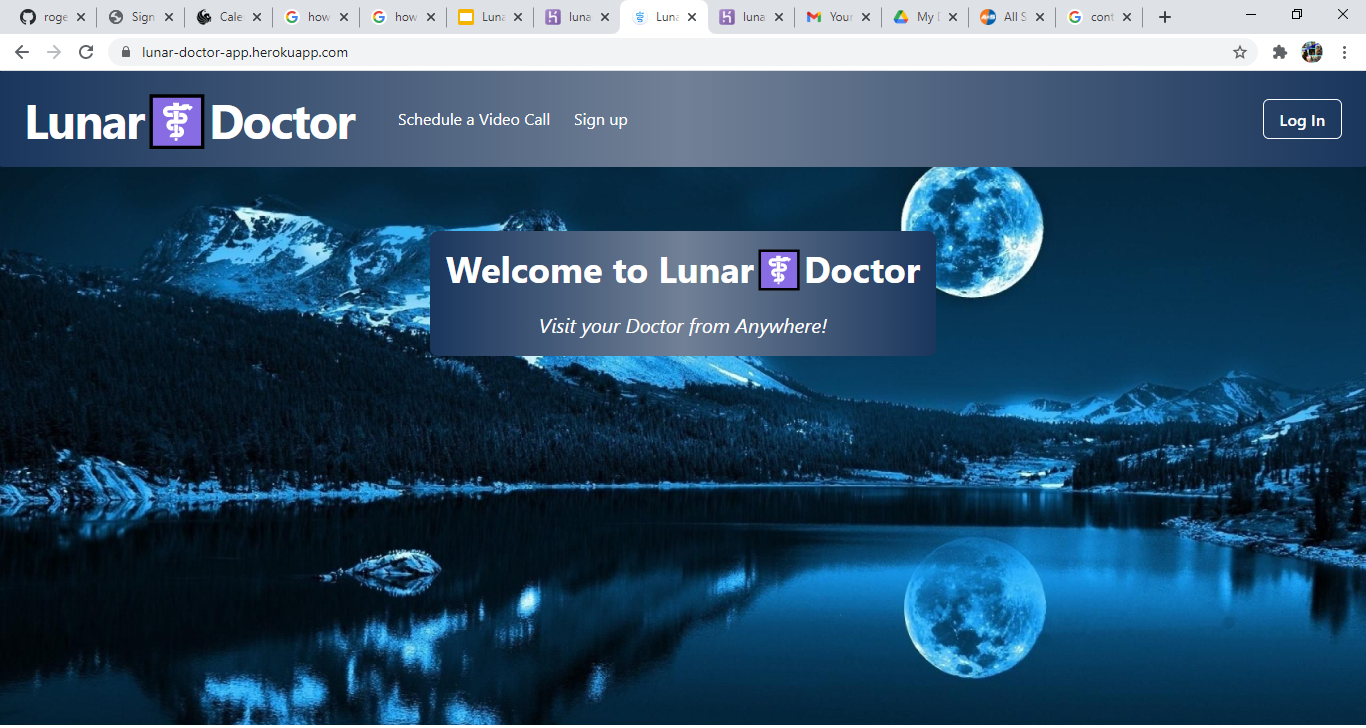 roge
Sign
Cale
how
how
Luna
luna
Luna
luna
Your
My D
All S
cont
lunar-doctor-app.herokuapp.com
Lunar Doctor
Schedule a Video Call
Sign up
Log In
Welcome to Lunar Doctor
Visit your Doctor from Anywhere!